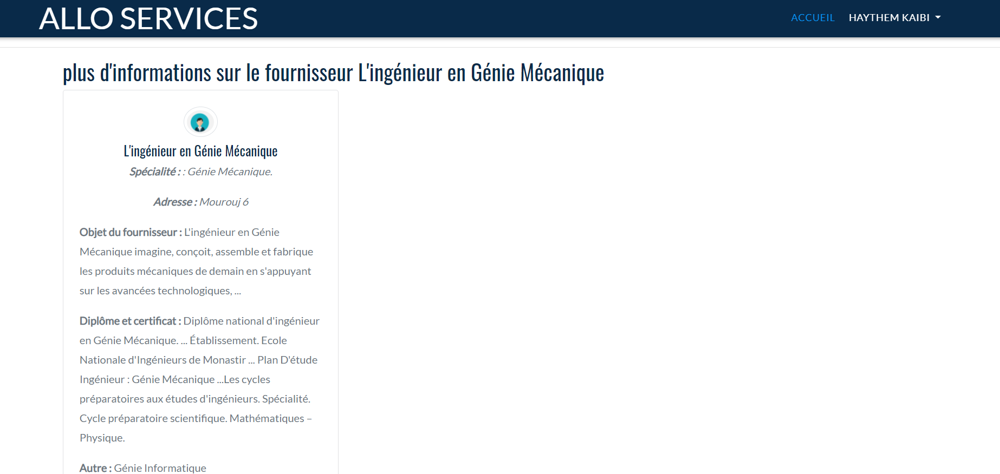 ALLO SERVICES
ACCUEIL
HAYTHEM KAIBI
plus d'informations sur le fournisseur L'ingénieur en Génie Mécanique
L'ingénieur en Génie Mécanique
Spécialité : : Génie Mécanique.
Adresse : Mourouj 6
Objet du fournisseur : L'ingénieur en Génie
Mécanique imagine, conçoit, assemble et fabrique
les produits mécaniques de demain en s'appuyant
sur les avancées technologiques, ...
Diplôme et certificat : Diplôme national d'ingénieur
en Génie Mécanique. ... Établissement. Ecole
Nationale d'Ingénieurs de Monastir ... Plan D'étude
Ingénieur : Génie Mécanique ...Les cycles
préparatoires aux études d'ingénieurs. Spécialité.
Cycle préparatoire scientifique. Mathématiques –
Physique.
Autre : Génie Informatique